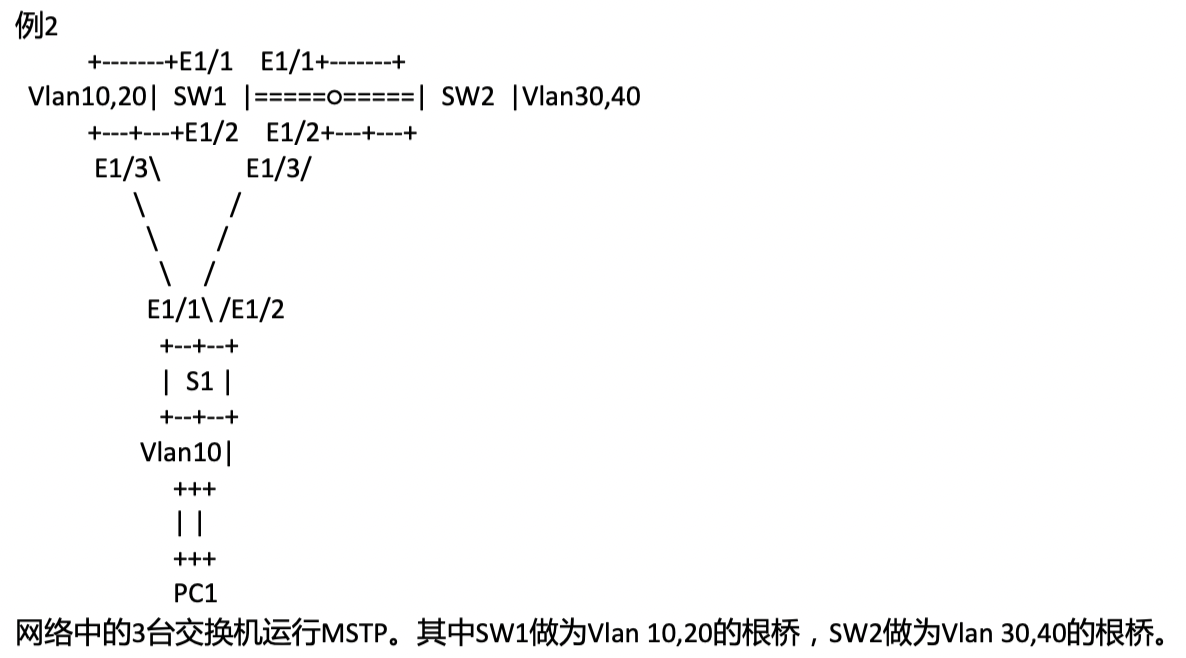 例2
+-------+E1/1 E1/1+-------+
Vlan10,20| SW1 |=====o=====| SW2 |Vlan30,40
+---+---+E1/2 E1/2+---+---+
E1/3\ E1/3/
\ /
\ /
\ /
E1/1\ /E1/2
+--+--+
| S1 |
+--+--+
Vlan10|
+++
| |
+++
PC1
网络中的3台交换机运行MSTP。其中SW1做为Vlan 10,20的根桥，SW2做为Vlan 30,40的根桥。